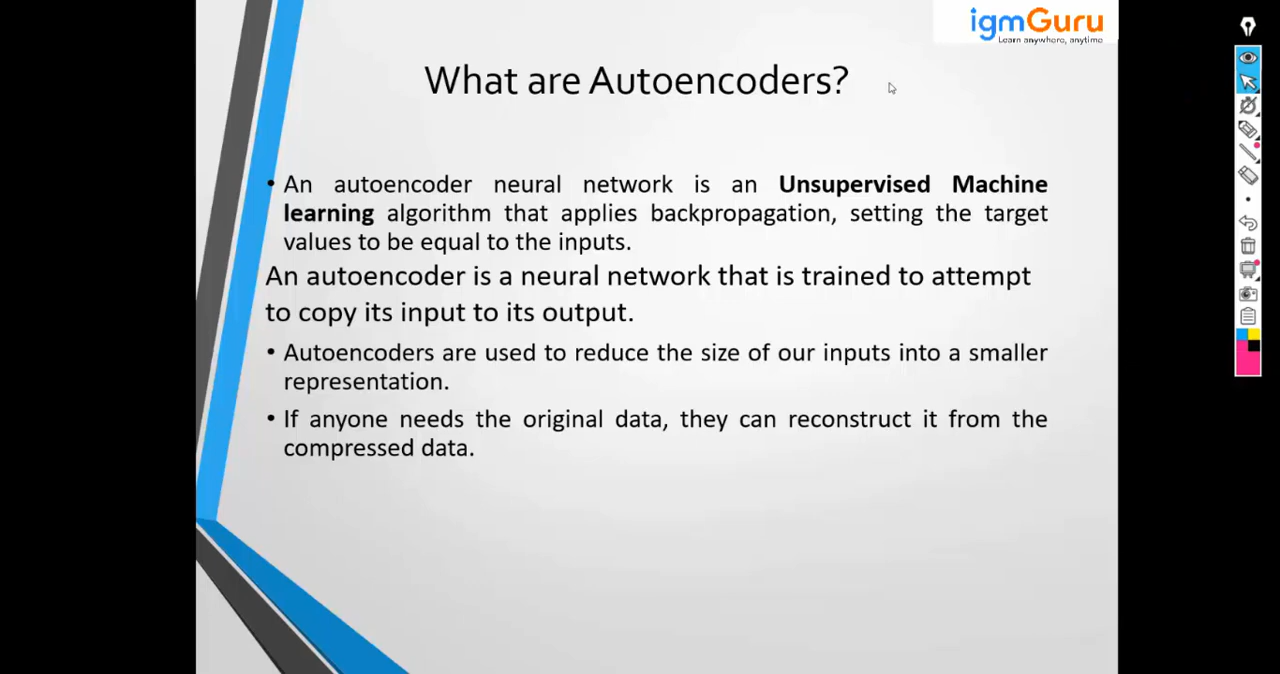 igmGuru
Learn anywhere, anytime
What are Autoencoders?
• An autoencoder neural network is an Unsupervised Machine
learning algorithm that applies backpropagation, setting the target
values to be equal to the inputs.
An autoencoder is a neural network that is trained to attempt
to copy its input to its output.
• Autoencoders are used to reduce the size of our inputs into a smaller
representation.
• If anyone needs the original data, they can reconstruct it from the
compressed data.